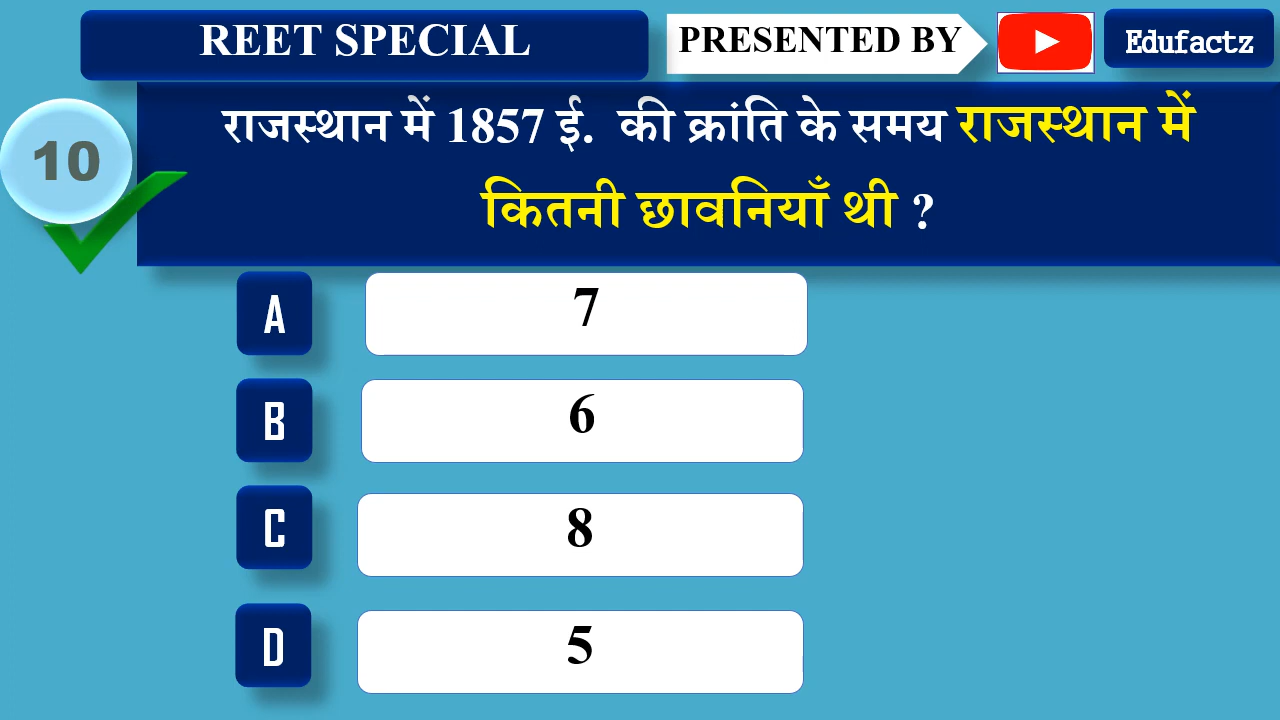 REET SPECIAL
PRESENTED BY
Edufactz
10
राजस्थान में 1857 ई. की क्रांति के समय राजस्थान में
कितनी छावनियाँ थी ?
A 7
B 6
C 8
D 5